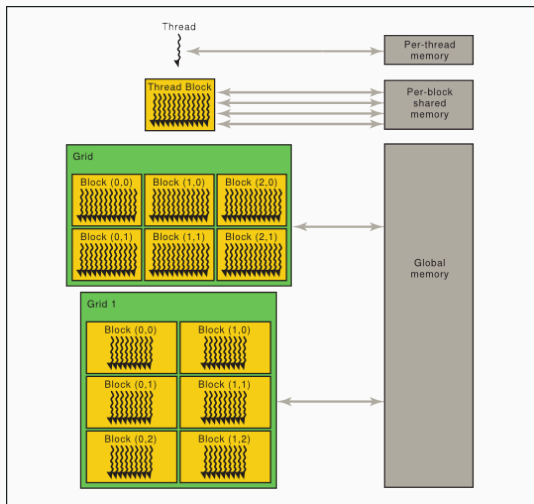 Thread
Per-thread
memory
Thread Block
Per-block
shared
memory
Grid
Block (0,0) Block (1,0) Block (2,0)
Block (0,1) Block (1,1) Block (2,1)
Global
memory
Grid 1
Block (0,0) Block (1,0)
Block (0,1) Block (1,1)
Block (0,2) Block (1,2)